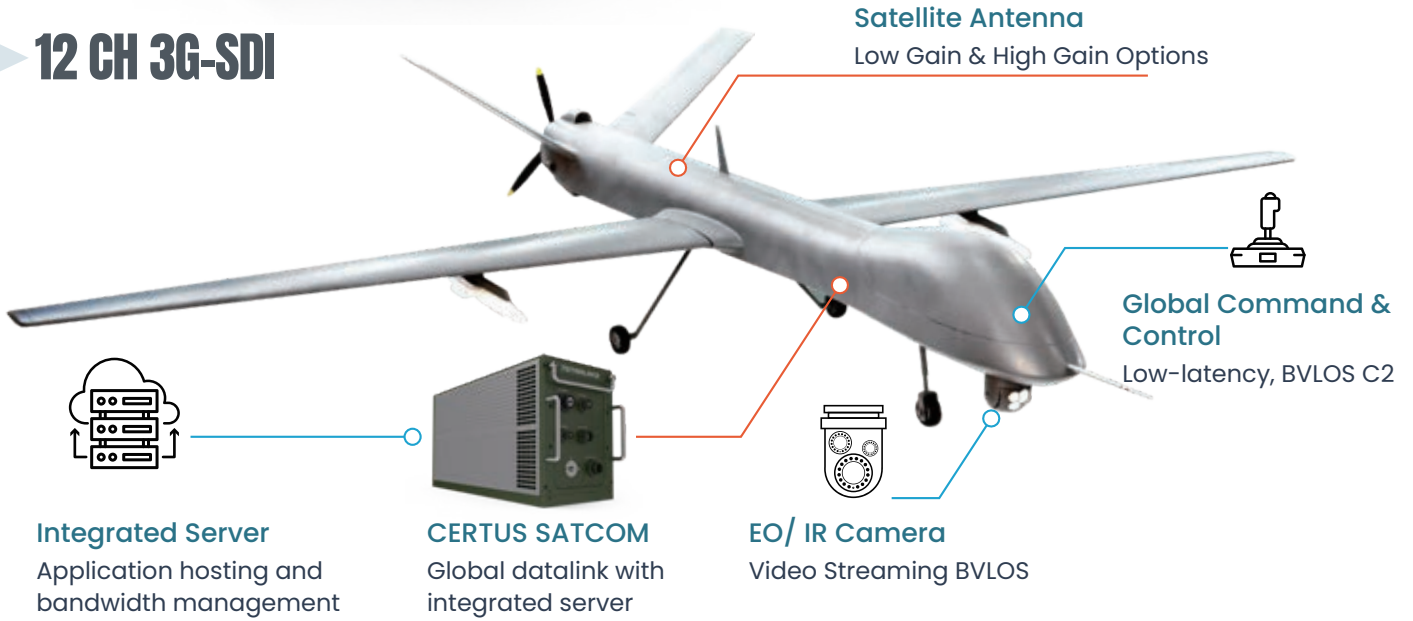 12 CH 3G-SDI
Satellite Antenna
Low Gain & High Gain Options
Global Command &
Control
Low-latency, BVLOS C2
Integrated Server
Application hosting and
bandwidth management
CERTUS SATCOM
Global datalink with
integrated server
EO/ IR Camera
Video Streaming BVLOS